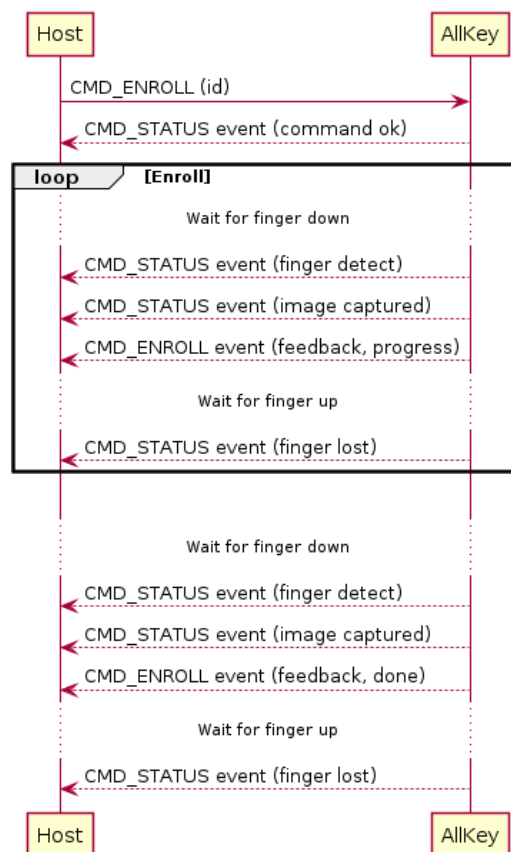 Host
AllKey
CMD_ENROLL (id)
CMD_STATUS event (command ok)
loop
[Enroll]
Wait for finger down
CMD_STATUS event (finger detect)
CMD_STATUS event (image captured)
CMD_ENROLL event (feedback, progress)
Wait for finger up
CMD_STATUS event (finger lost)
Wait for finger down
CMD_STATUS event (finger detect)
CMD_STATUS event (image captured)
CMD_ENROLL event (feedback, done)
Wait for finger up
CMD_STATUS event (finger lost)
Host
AllKey